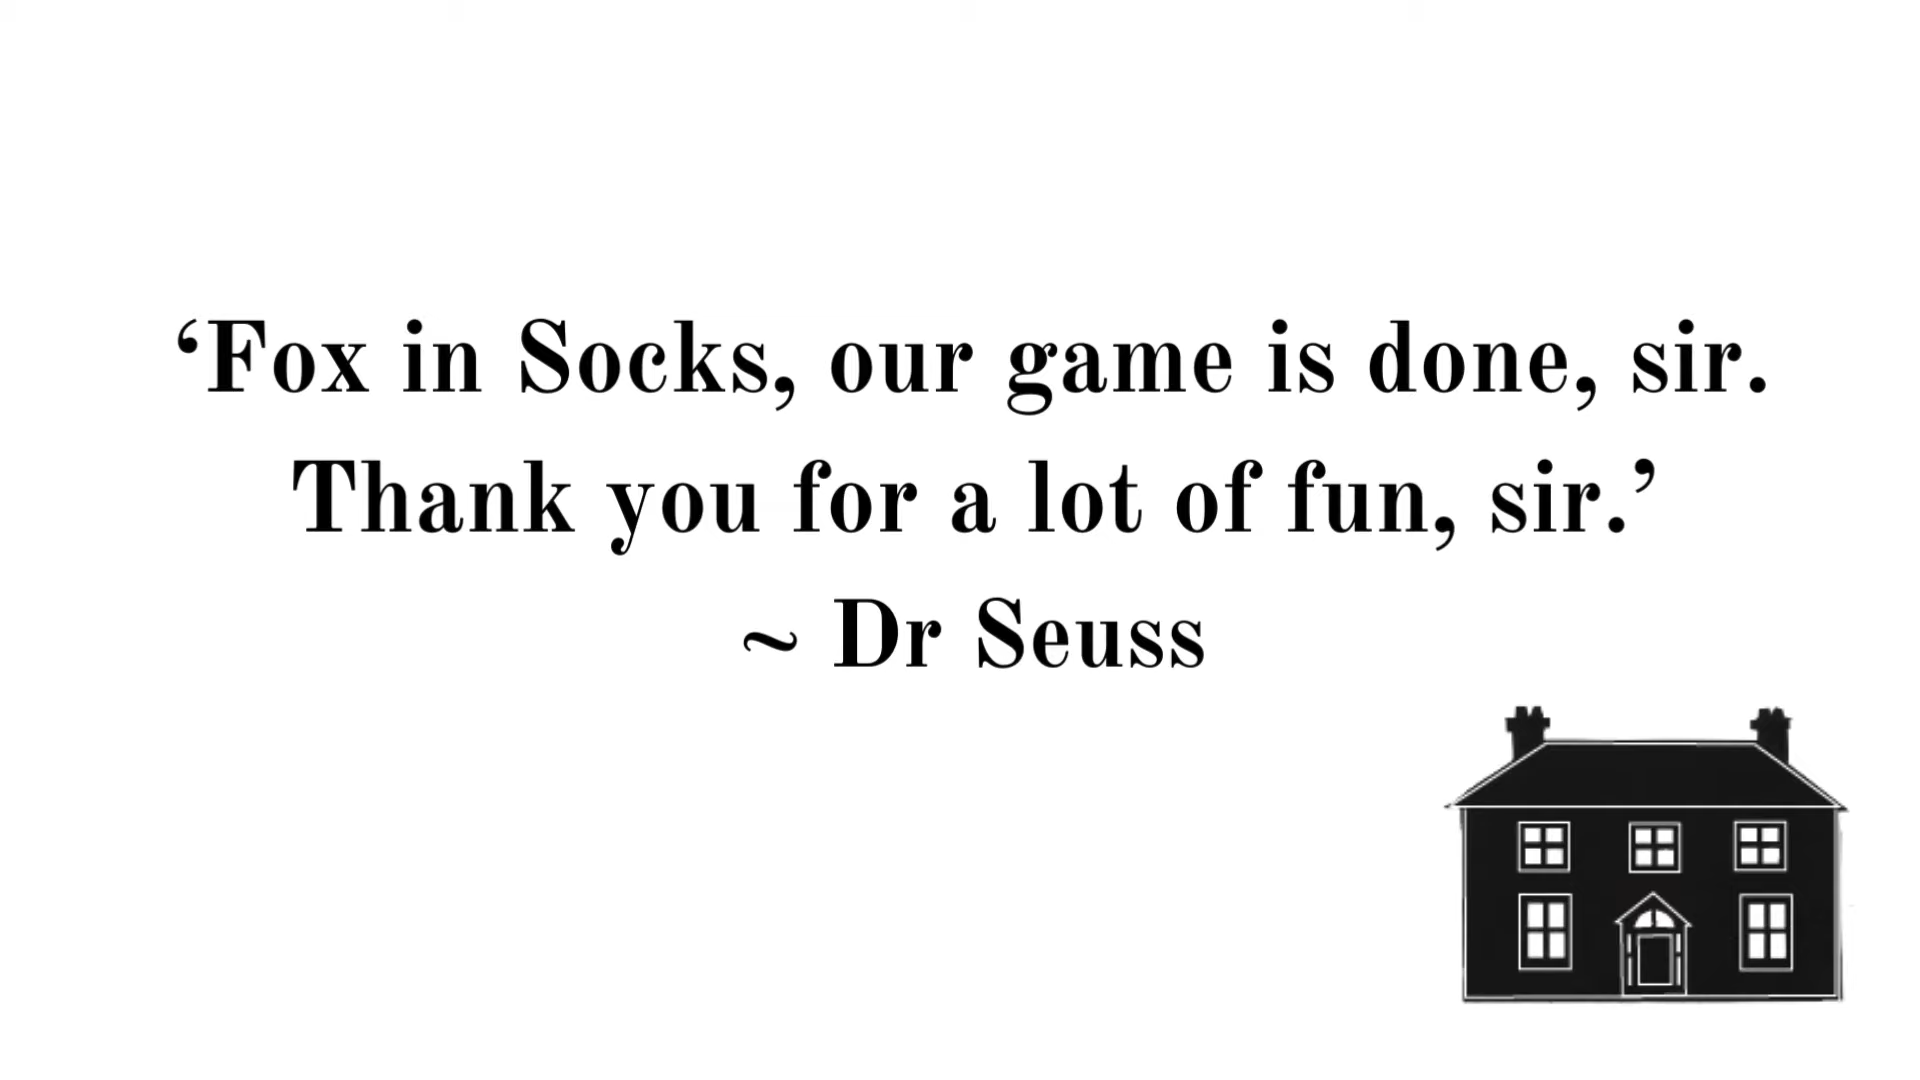 ‘Fox in Socks, our game is done, sir.
Thank you for a lot of fun, sir.’
~ Dr Seuss